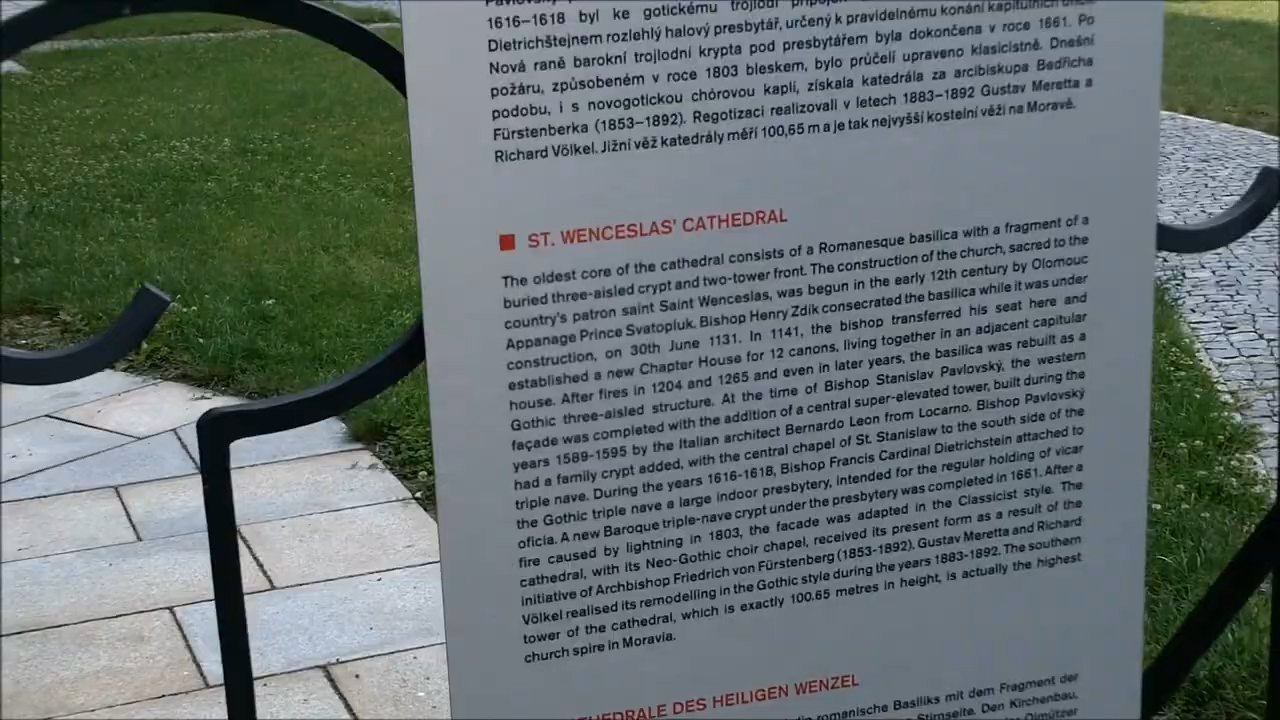 1616–1618 byl ke gotickému trojlodí
Dietrichštejnem rozlehlý halový presbytář, určený k pravidelnému konání kapitulních
Nová raně barokní trojlodní krypta pod presbytářem byla dokončena v roce 1661. Po
požáru, způsobeném v roce 1803 bleskem, bylo průčelí upraveno klasicistně. Dnešní
podobu, i s novogotickou chórovou kaplí, získala katedrála za arcibiskupa Bedřicha
Fürstenberka (1853–1892). Regotizaci realizovali v letech 1883–1892 Gustav Meretta a
Richard Völkel. Jižní věž katedrály měří 100,65 m a je tak nejvyšší kostelní věží na Moravě.
ST. WENCESLAS' CATHEDRAL
The oldest core of the cathedral consists of a Romanesque basilica with a fragment of a
buried three-aisled crypt and two-tower front. The construction of the church, sacred to the
country's patron saint Saint Wenceslas, was begun in the early 12th century by Olomouc
Appanage Prince Svatopluk. Bishop Henry Zdík consecrated the basilica while it was under
construction, on 30th June 1131. In 1141, the bishop transferred his seat here and
established a new Chapter House for 12 canons, living together in an adjacent capitular
house. After fires in 1204 and 1265 and even in later years, the basilica was rebuilt as a
Gothic three-aisled structure. At the time of Bishop Stanislav Pavlovský, the western
façade was completed with the addition of a central super-elevated tower, built during the
years 1589-1595 by the Italian architect Bernardo Leon from Locarno. Bishop Pavlovský
had a family crypt added, with the central chapel of St. Stanislaw to the south side of the
triple nave. During the years 1616-1618, Bishop Francis Cardinal Dietrichstein attached to
the Gothic triple nave a large indoor presbytery, intended for the regular holding of vicar
oficia. A new Baroque triple-nave crypt under the presbytery was completed in 1661. After a
fire caused by lightning in 1803, the facade was adapted in the Classicist style. The
cathedral, with its Neo-Gothic choir chapel, received its present form as a result of the
initiative of Archbishop Friedrich von Fürstenberg (1853-1892). Gustav Meretta and Richard
Völkel realised its remodelling in the Gothic style during the years 1883-1892. The southern
tower of the cathedral, which is exactly 100.65 metres in height, is actually the highest
church spire in Moravia.
DES HEILIGEN WENZEL
romanische Basiliks mit dem Fragment der
Stirnseite. Den Kirchenbau,
Olmützer